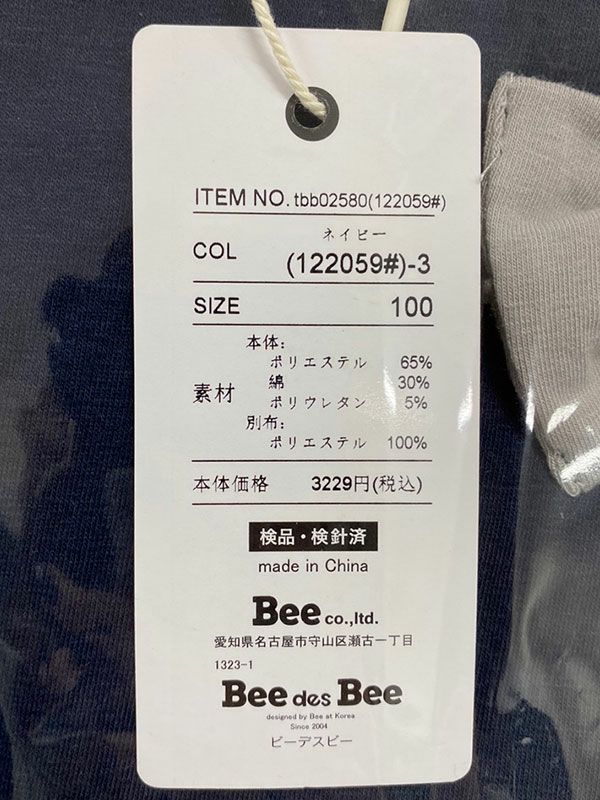 ITEM NO. tbb02580(122059#)
ネイビー
COL (122059#)-3
SIZE 100
本体:
ポリエステル 65%
綿 30%
素材 ポリウレタン 5%
別布:
ポリエステル 100%
本体価格 3229円(税込)
検品・検針済
made in China
Bee co.,ltd.
愛知県名古屋市守山区瀬古一丁目
1323-1
Bee des Bee
designed by Bee at Korea
Since 2004
ビーデスビー